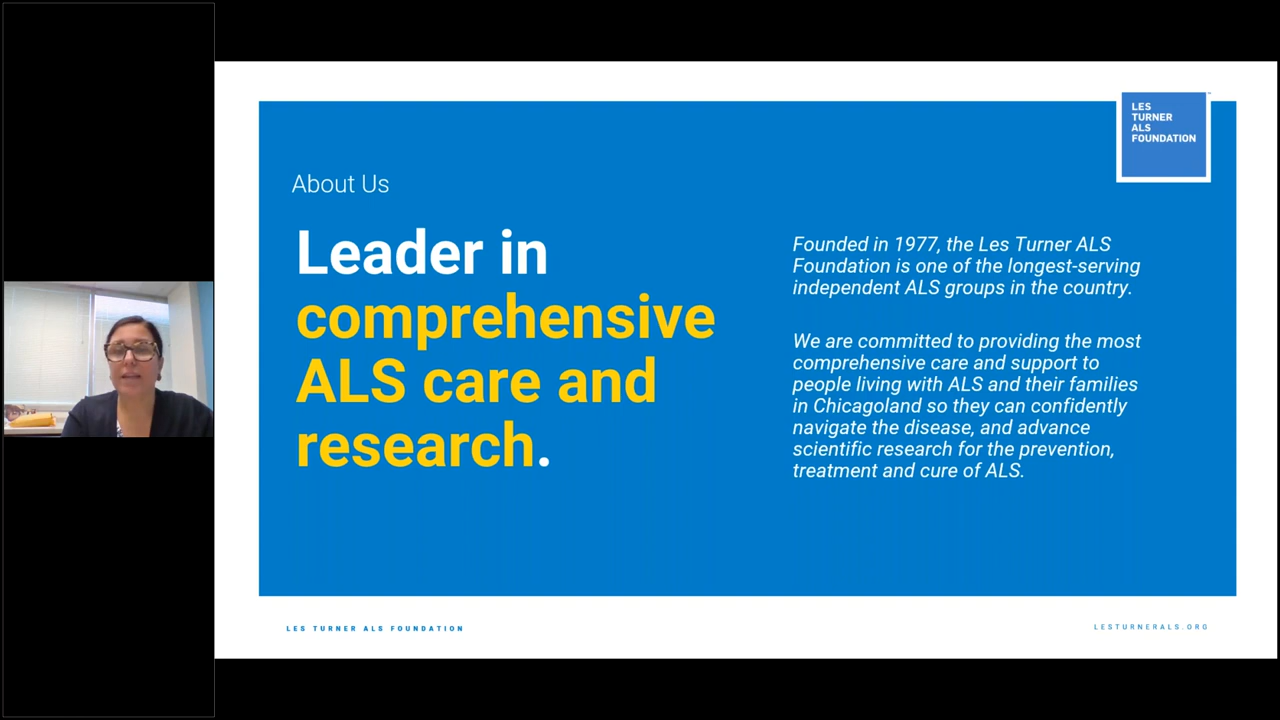 LES
TURNER
ALS
FOUNDATION
About Us
Leader in
comprehensive
ALS care and
research.
Founded in 1977, the Les Turner ALS
Foundation is one of the longest-serving
independent ALS groups in the country.
We are committed to providing the most
comprehensive care and support to
people living with ALS and their families
in Chicagoland so they can confidently
navigate the disease, and advance
scientific research for the prevention,
treatment and cure of ALS.
LES TURNER ALS FOUNDATION
LESTURNERALS.ORG